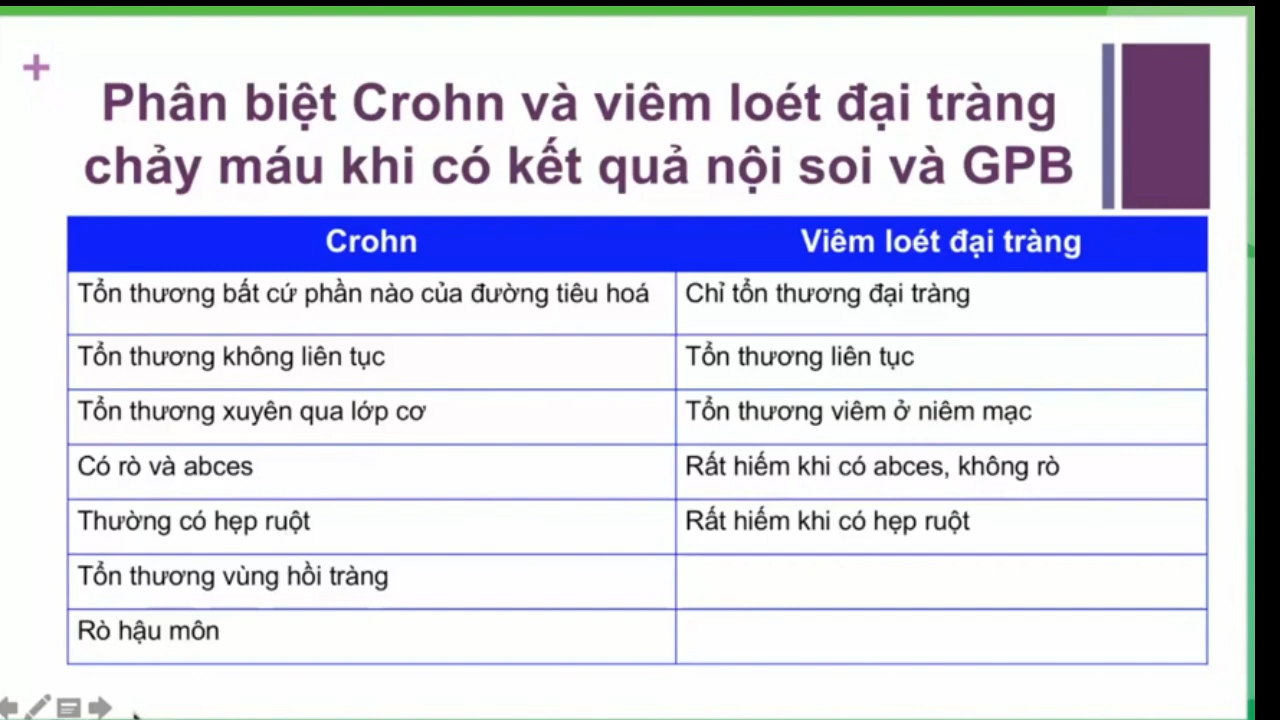 Phân biệt Crohn và viêm loét đại tràng
chảy máu khi có kết quả nội soi và GPB
Crohn
Viêm loét đại tràng
Tổn thương bất cứ phần nào của đường tiêu hoá
Chỉ tổn thương đại tràng
Tổn thương không liên tục
Tổn thương liên tục
Tổn thương xuyên qua lớp cơ
Tổn thương viêm ở niêm mạc
Có rò và abces
Rất hiếm khi có abces, không rò
Thường có hẹp ruột
Rất hiếm khi có hẹp ruột
Tổn thương vùng hồi tràng
Rò hậu môn